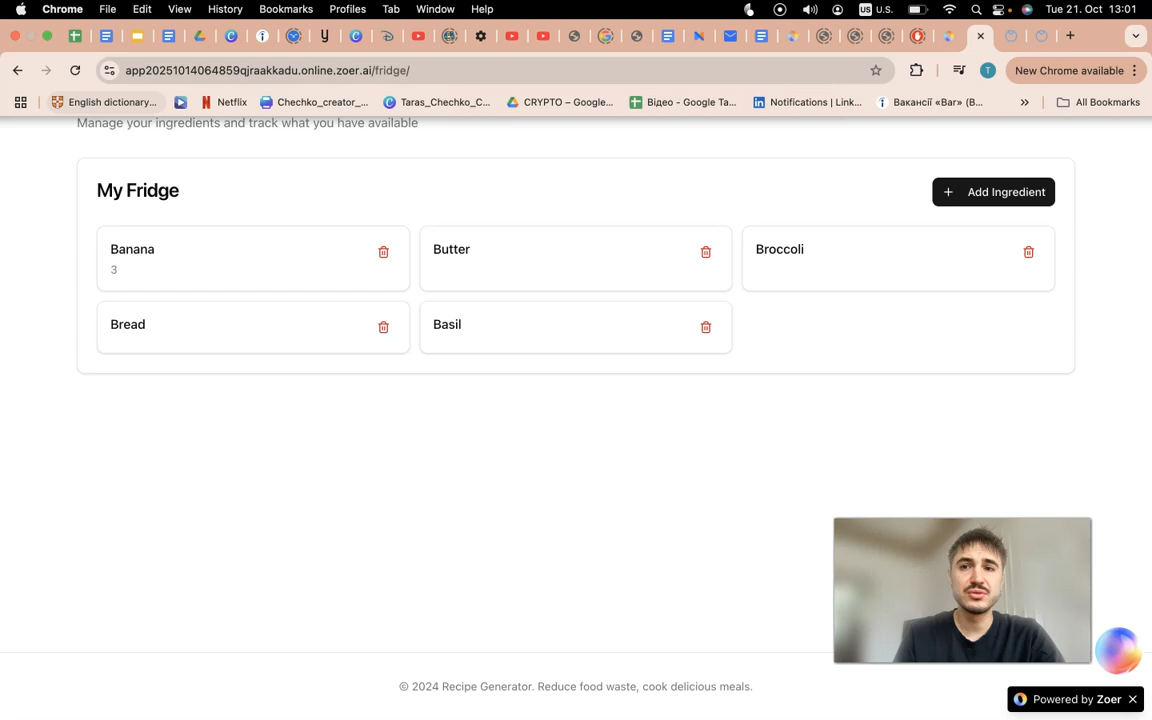 Chrome File Edit View History Bookmarks Profiles Tab Window Help US U.S. Tue 21. Oct 13:01
app20251014064859qjraakkadu.online.zoer.ai/fridge/ T New Chrome available
English dictionary... Netflix Chechko_creator_... Taras_Chechko_C... CRYPTO – Google... Відео - Google Ta... Notifications | Link... Вакансії «Bar» (B... » All Bookmarks
Manage your ingredients and track what you have available
My Fridge
+ Add Ingredient
Banana
3
Butter
Broccoli
Bread
Basil
© 2024 Recipe Generator. Reduce food waste, cook delicious meals.
Powered by Zoer